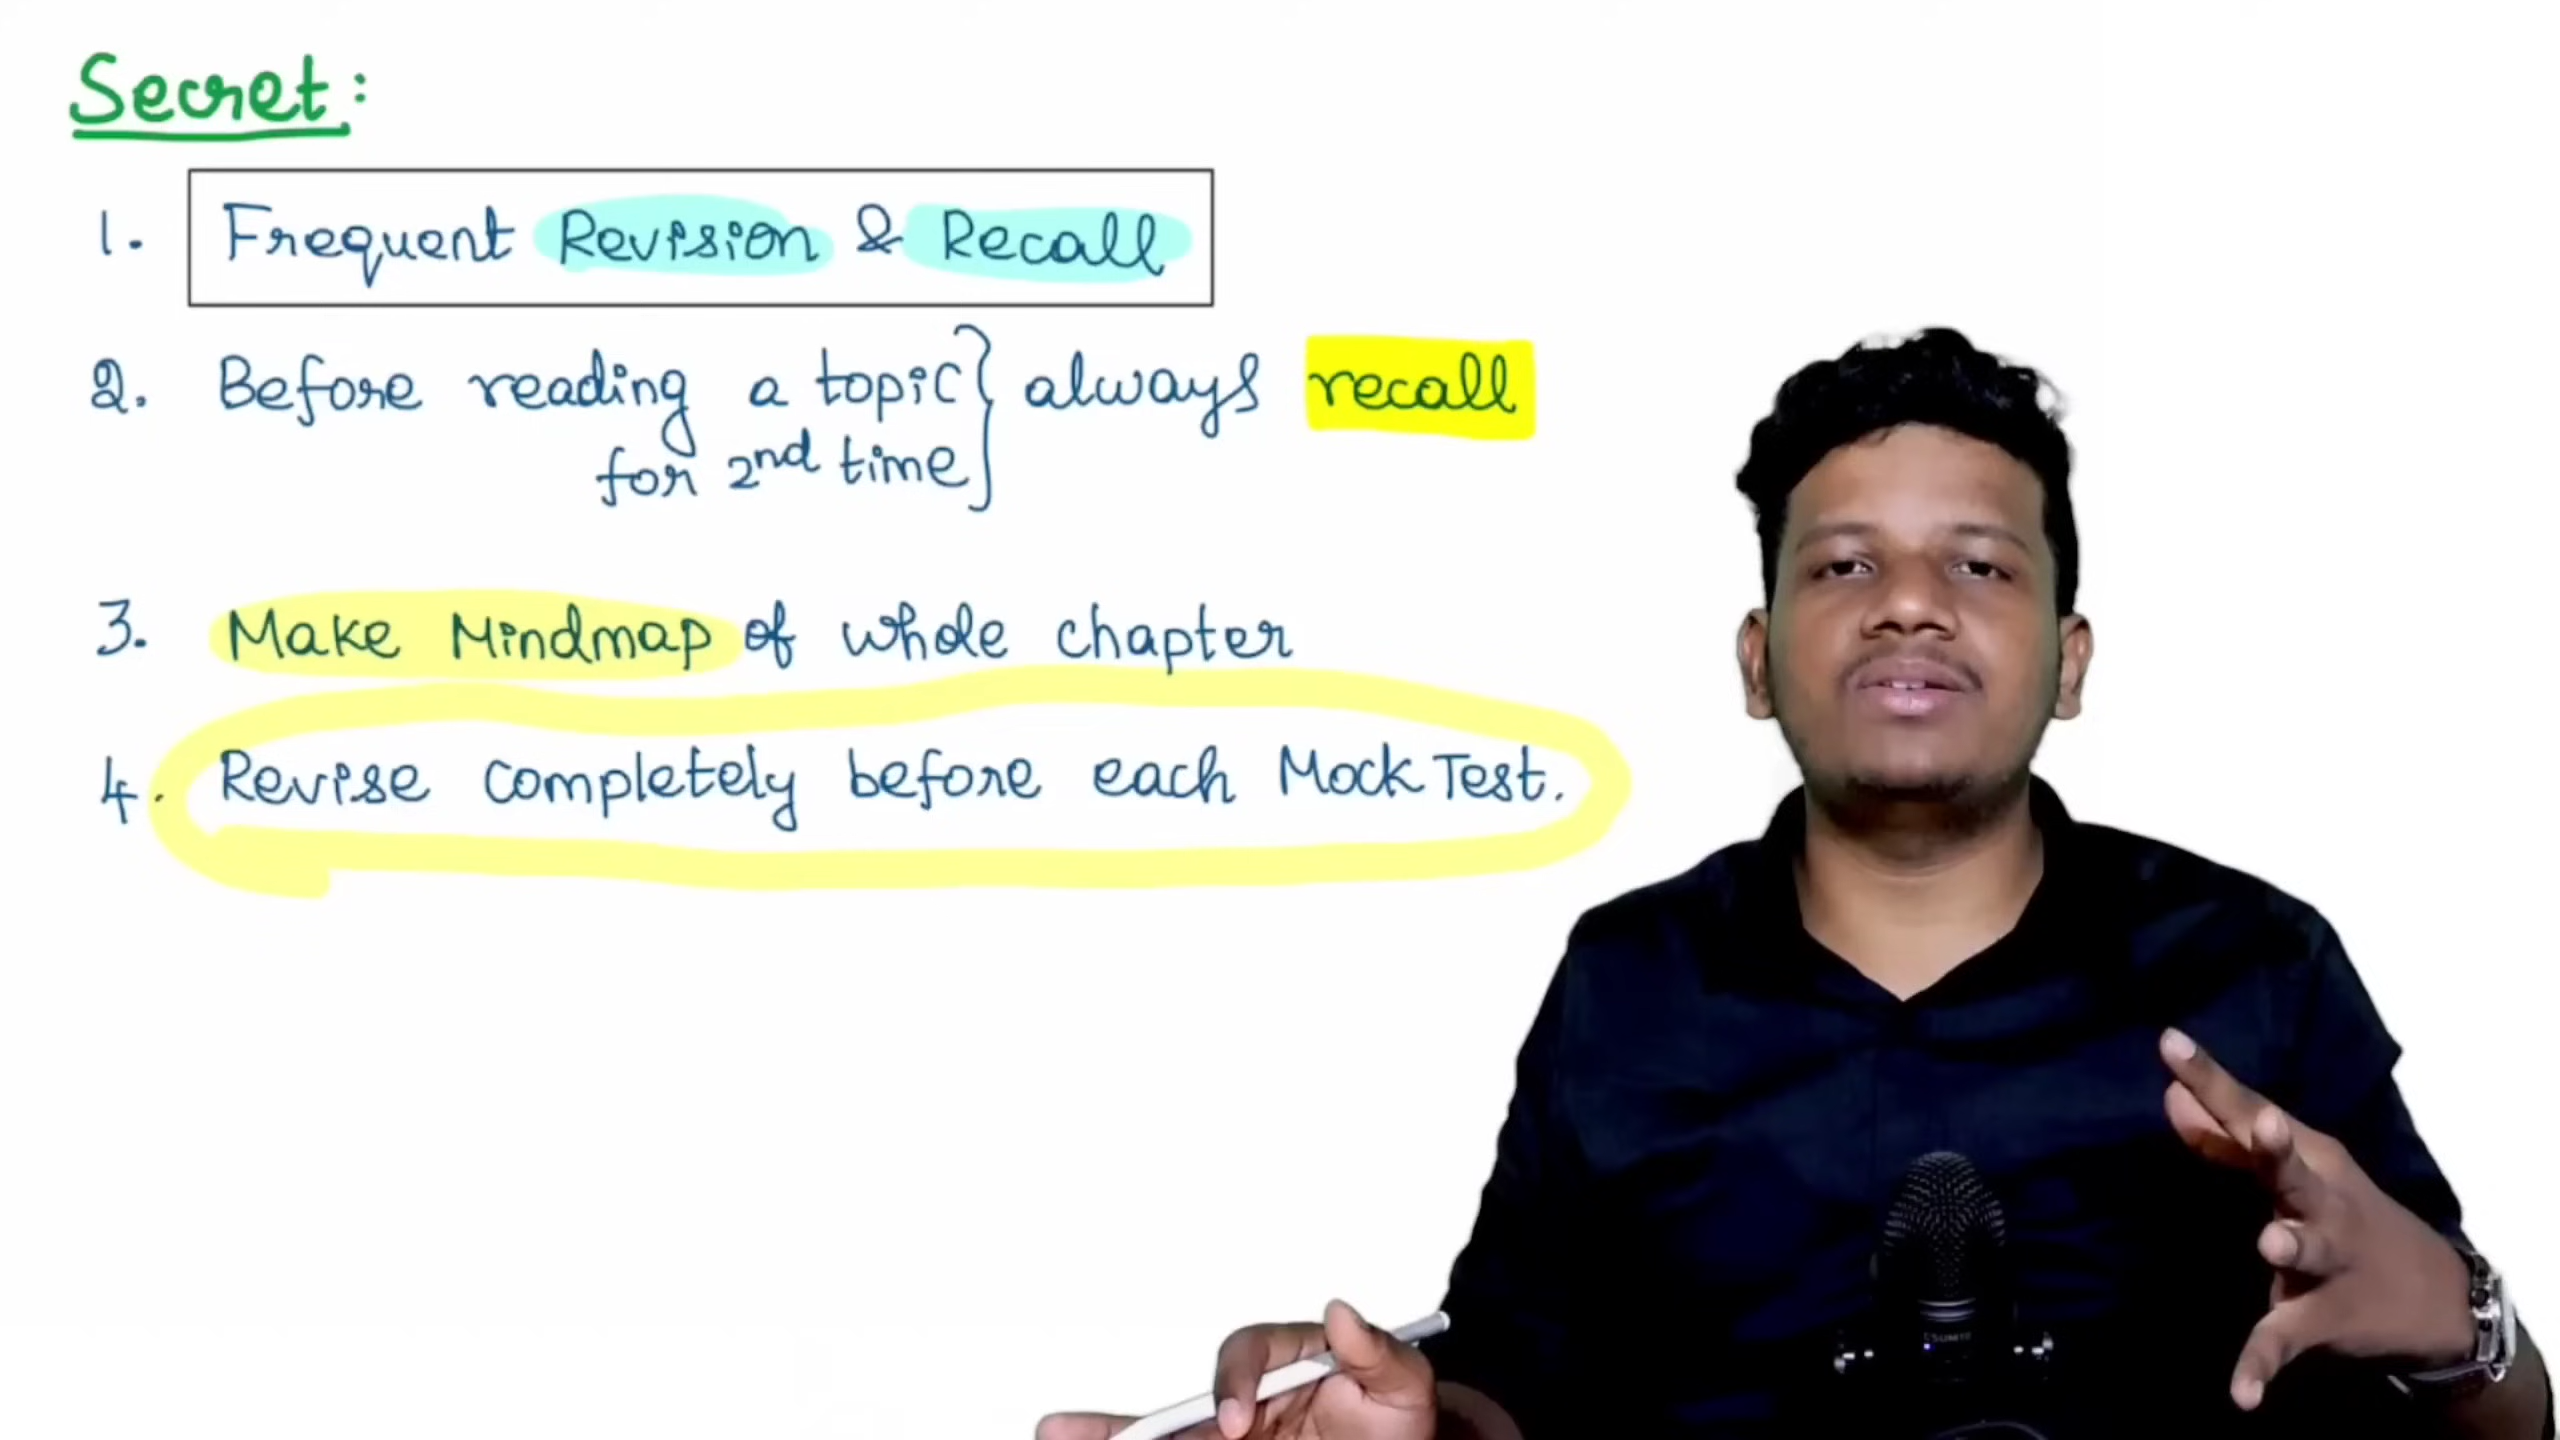 Secret:
1. Frequent Revision & Recall
2. Before reading a topic } always recall
for 2nd time
3. Make Mindmap of whole chapter
4. Revise completely before each Mock Test.